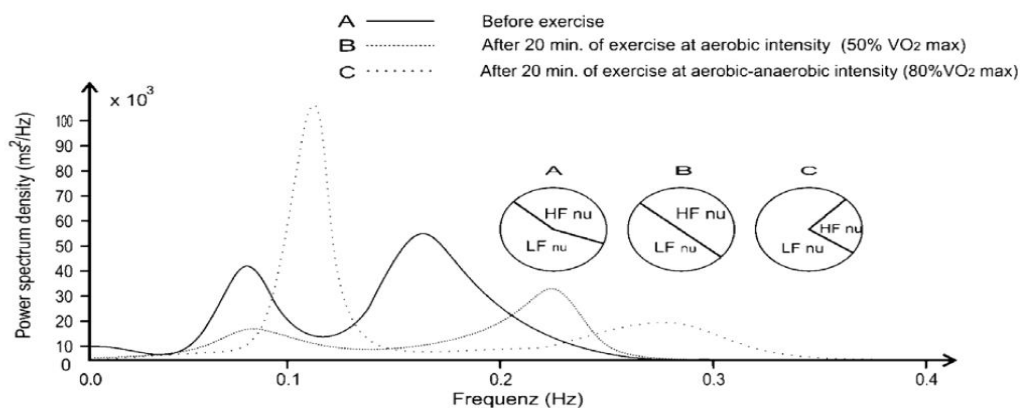 A Before exercise
B After 20 min. of exercise at aerobic intensity (50% VO₂ max)
C After 20 min. of exercise at aerobic-anaerobic intensity (80%VO₂ max)
x 10³
Power spectrum density (ms²/Hz)
100
90
80
70
60
50
40
30
20
10
0
A B C
HF nu HF nu HF nu
LF nu LF nu LF nu
0.0 0.1 0.2 0.3 0.4
Frequenz (Hz)